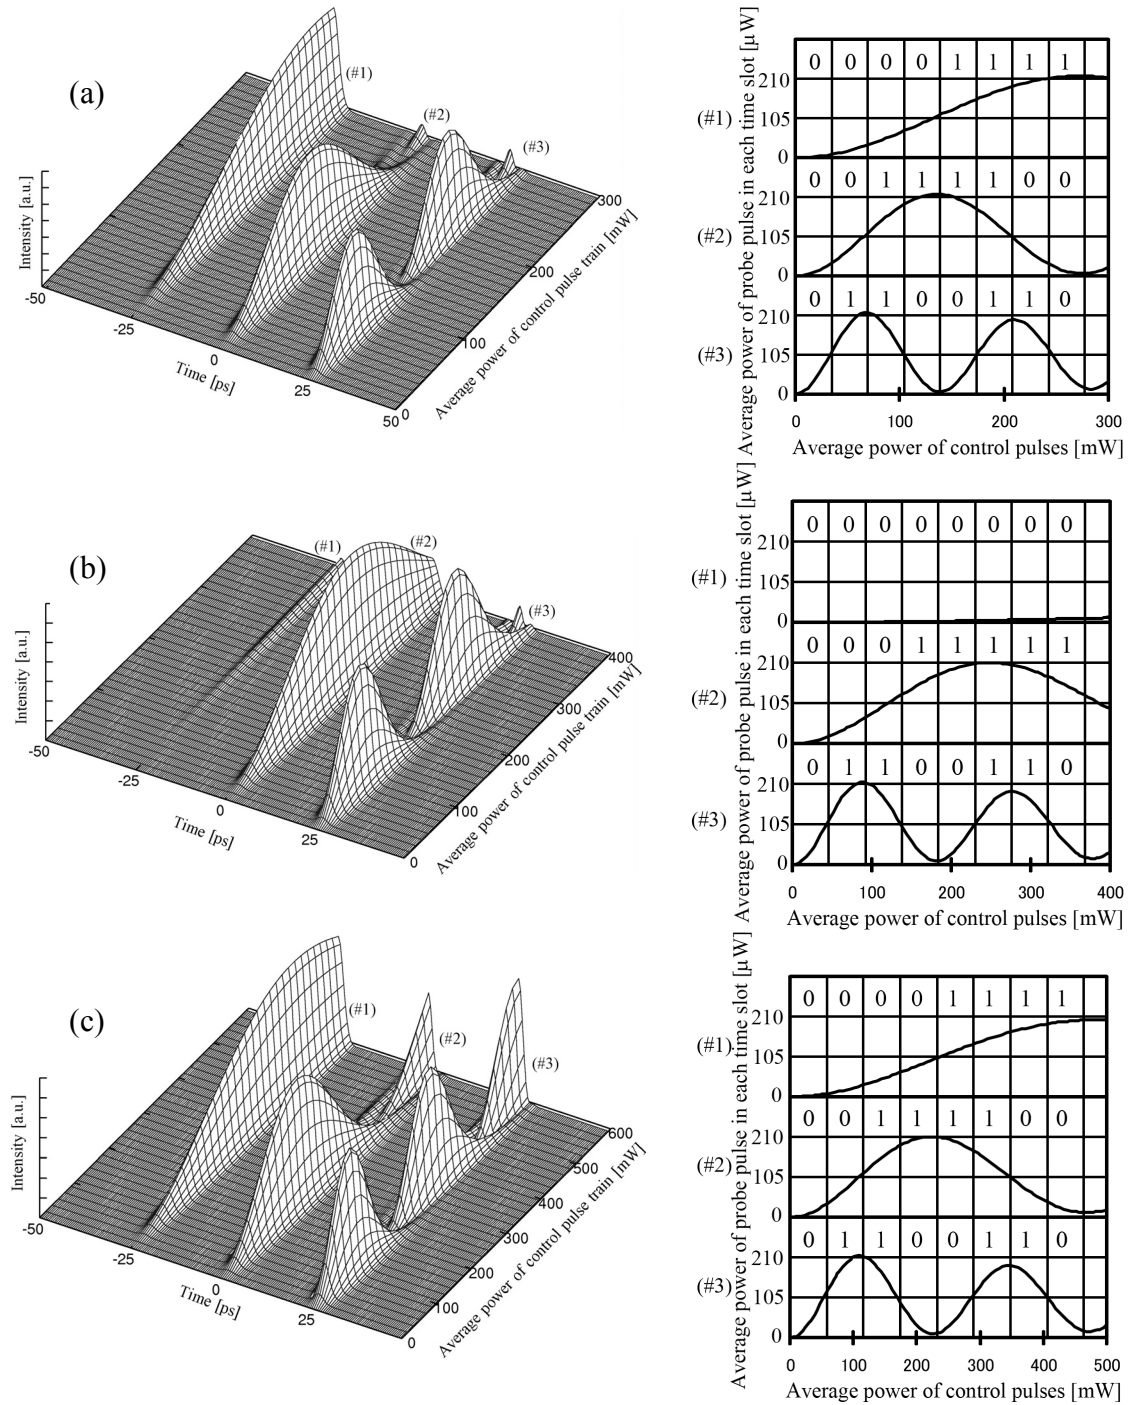 (a)
(#1)
(#2)
(#3)
Intensity [a.u.]
-50
-25
0
25
50
Time [ps]
0
100
200
300
Average power of control pulse train [mW]
Average power of probe pulse in each time slot [μW]
(#1)
210
105
0
0 0 0 0 1 1 1 1
(#2)
210
105
0
0 0 1 1 1 1 0 0
(#3)
210
105
0
0 1 1 0 0 1 1 0
0 100 200 300
Average power of control pulses [mW]
(b)
(#1)
(#2)
(#3)
Intensity [a.u.]
-50
-25
0
25
Time [ps]
0
100
200
300
400
Average power of control pulse train [mW]
Average power of probe pulse in each time slot [μW]
(#1)
210
105
0
0 0 0 0 0 0 0 0
(#2)
210
105
0
0 0 0 1 1 1 1 1
(#3)
210
105
0
0 1 1 0 0 1 1 0
0 100 200 300 400
Average power of control pulses [mW]
(c)
(#1)
(#2)
(#3)
Intensity [a.u.]
-50
-25
0
25
Time [ps]
0
100
200
300
400
500
600
Average power of control pulse train [mW]
Average power of probe pulse in each time slot [μW]
(#1)
210
105
0
0 0 0 0 1 1 1 1
(#2)
210
105
0
0 0 1 1 1 1 0 0
(#3)
210
105
0
0 1 1 0 0 1 1 0
0 100 200 300 400 500
Average power of control pulses [mW]